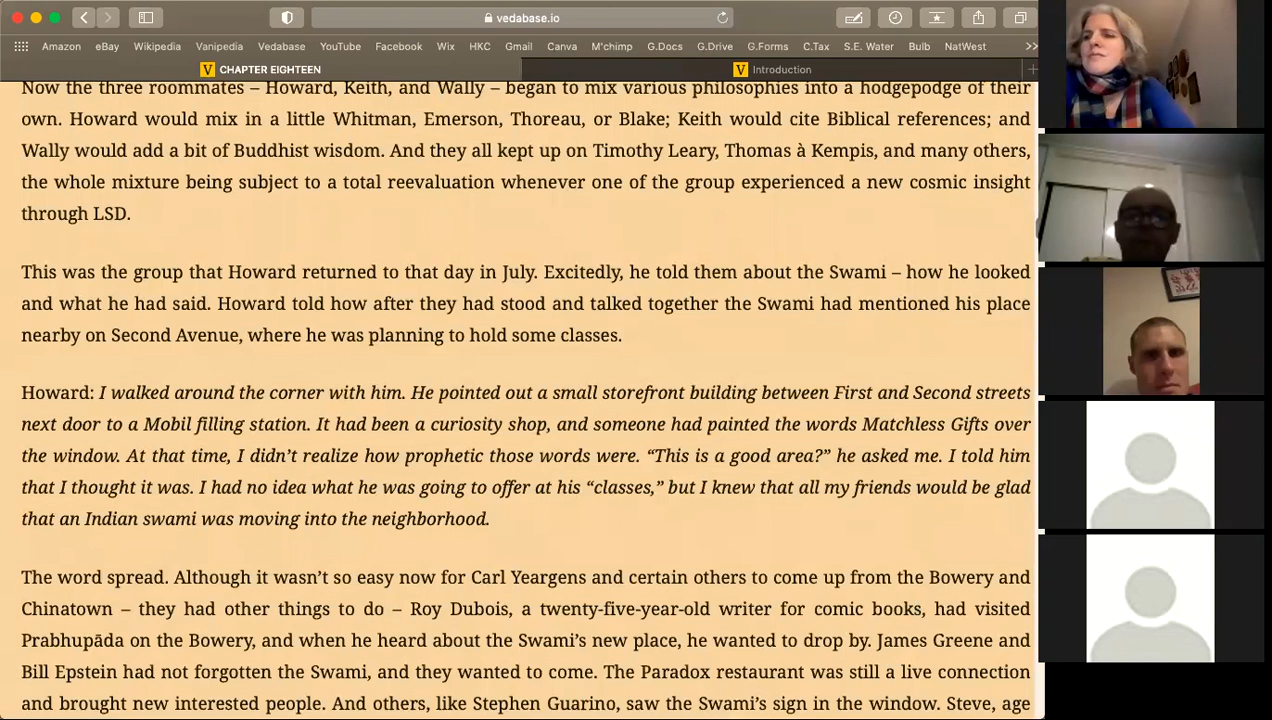 vedabase.io
Amazon eBay Wikipedia Vanipedia Vedabase YouTube Facebook Wix HKC Gmail Canva M'chimp G.Docs G.Drive G.Forms C.Tax S.E. Water Bulb NatWest >>
V CHAPTER EIGHTEEN V Introduction +
Now the three roommates – Howard, Keith, and Wally – began to mix various philosophies into a hodgepodge of their
own. Howard would mix in a little Whitman, Emerson, Thoreau, or Blake; Keith would cite Biblical references; and
Wally would add a bit of Buddhist wisdom. And they all kept up on Timothy Leary, Thomas à Kempis, and many others,
the whole mixture being subject to a total reevaluation whenever one of the group experienced a new cosmic insight
through LSD.
This was the group that Howard returned to that day in July. Excitedly, he told them about the Swami – how he looked
and what he had said. Howard told how after they had stood and talked together the Swami had mentioned his place
nearby on Second Avenue, where he was planning to hold some classes.
Howard: I walked around the corner with him. He pointed out a small storefront building between First and Second streets
next door to a Mobil filling station. It had been a curiosity shop, and someone had painted the words Matchless Gifts over
the window. At that time, I didn’t realize how prophetic those words were. “This is a good area?” he asked me. I told him
that I thought it was. I had no idea what he was going to offer at his “classes,” but I knew that all my friends would be glad
that an Indian swami was moving into the neighborhood.
The word spread. Although it wasn’t so easy now for Carl Yeargens and certain others to come up from the Bowery and
Chinatown – they had other things to do – Roy Dubois, a twenty-five-year-old writer for comic books, had visited
Prabhupāda on the Bowery, and when he heard about the Swami’s new place, he wanted to drop by. James Greene and
Bill Epstein had not forgotten the Swami, and they wanted to come. The Paradox restaurant was still a live connection
and brought new interested people. And others, like Stephen Guarino, saw the Swami’s sign in the window. Steve, age